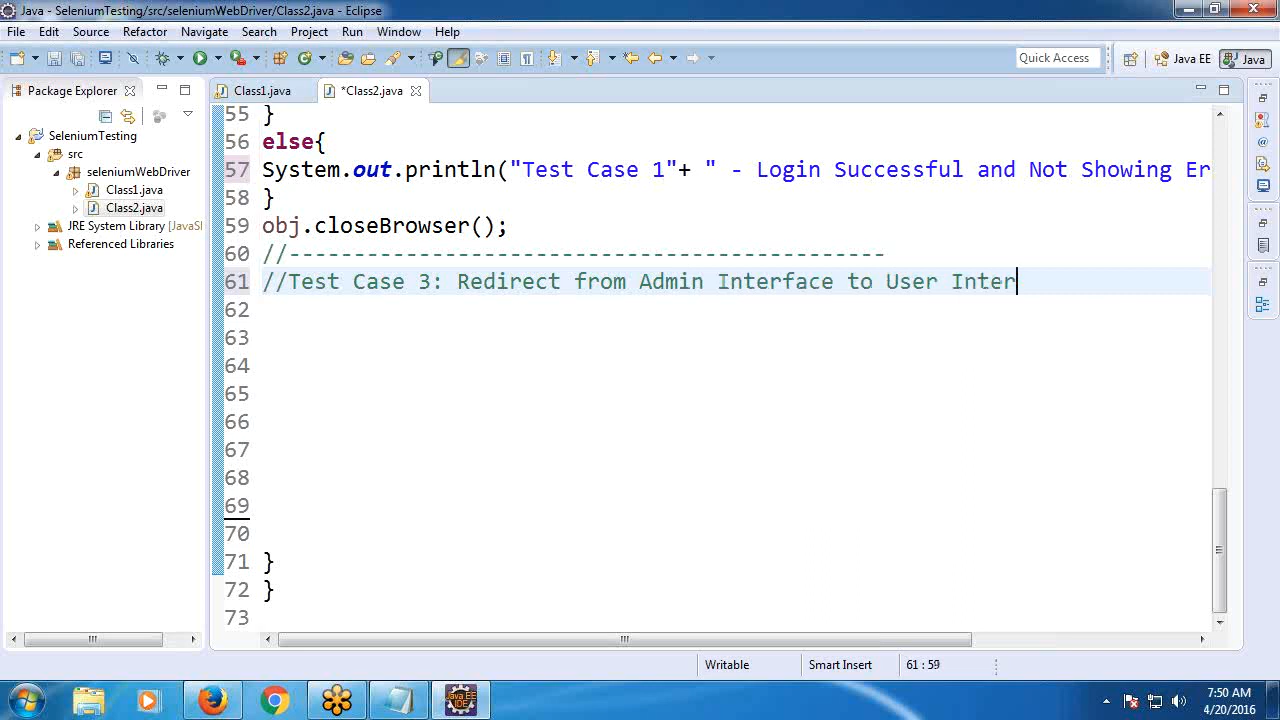 Java - SeleniumTesting/src/seleniumWebDriver/Class2.java - Eclipse
File Edit Source Refactor Navigate Search Project Run Window Help
Quick Access Java EE Java
Package Explorer
Class1.java *Class2.java
SeleniumTesting
src
seleniumWebDriver
Class1.java
Class2.java
JRE System Library [JavaSI
Referenced Libraries
55 }
56 else{
57 System.out.println("Test Case 1"+ " - Login Successful and Not Showing Er
58 }
59 obj.closeBrowser();
60 //----------------------------------------------
61 //Test Case 3: Redirect from Admin Interface to User Inter
62
63
64
65
66
67
68
69
70
71 }
72 }
73
Writable Smart Insert 61 : 59
Java EE
IDE
7:50 AM
4/20/2016